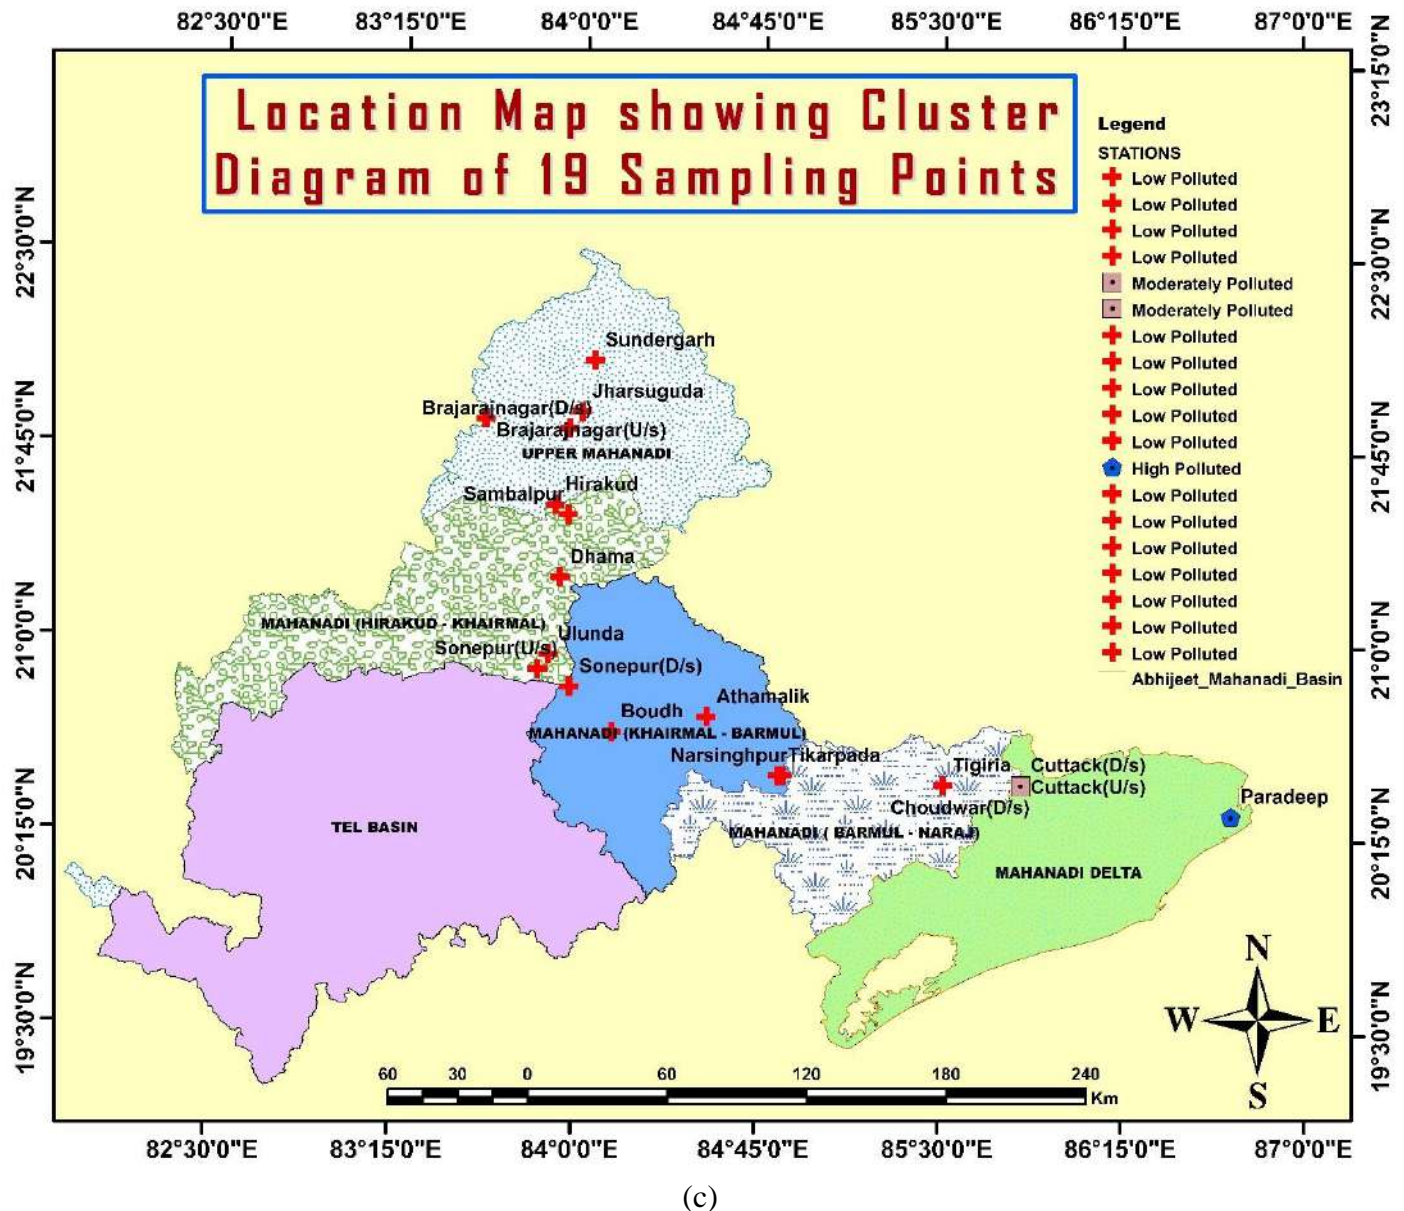 82°30'0"E 83°15'0"E 84°0'0"E 84°45'0"E 85°30'0"E 86°15'0"E 87°0'0"E
Location Map showing Cluster
Diagram of 19 Sampling Points
Legend
STATIONS
Low Polluted
Low Polluted
Low Polluted
Low Polluted
Moderately Polluted
Moderately Polluted
Low Polluted
Low Polluted
Low Polluted
Low Polluted
Low Polluted
High Polluted
Low Polluted
Low Polluted
Low Polluted
Low Polluted
Low Polluted
Low Polluted
Low Polluted
Abhijeet_Mahanadi_Basin
22°30'0"N
21°45'0"N
21°0'0"N
20°15'0"N
19°30'0"N
23°15'0"N
22°30'0"N
21°45'0"N
21°0'0"N
20°15'0"N
19°30'0"N
Sundergarh
Jharsuguda
Brajarajnagar(D/s)
Brajarajnagar(U/s)
UPPER MAHANADI
Hirakud
Sambalpur
Dhama
MAHANADI (HIRAKUD - KHAIRMAL)
Ulunda
Sonepur(U/s)
Sonepur(D/s)
Athamalik
Boudh
MAHANADI (KHAIRMAL - BARMUL)
Narsinghpur Tikarpada
Tigiria
Cuttack(D/s)
Cuttack(U/s)
Paradeep
Choudwar(D/s)
TEL BASIN
MAHANADI ( BARMUL - NARAJ)
MAHANADI DELTA
N
W E
S
60 30 0 60 120 180 240
Km
82°30'0"E 83°15'0"E 84°0'0"E 84°45'0"E 85°30'0"E 86°15'0"E 87°0'0"E
(c)